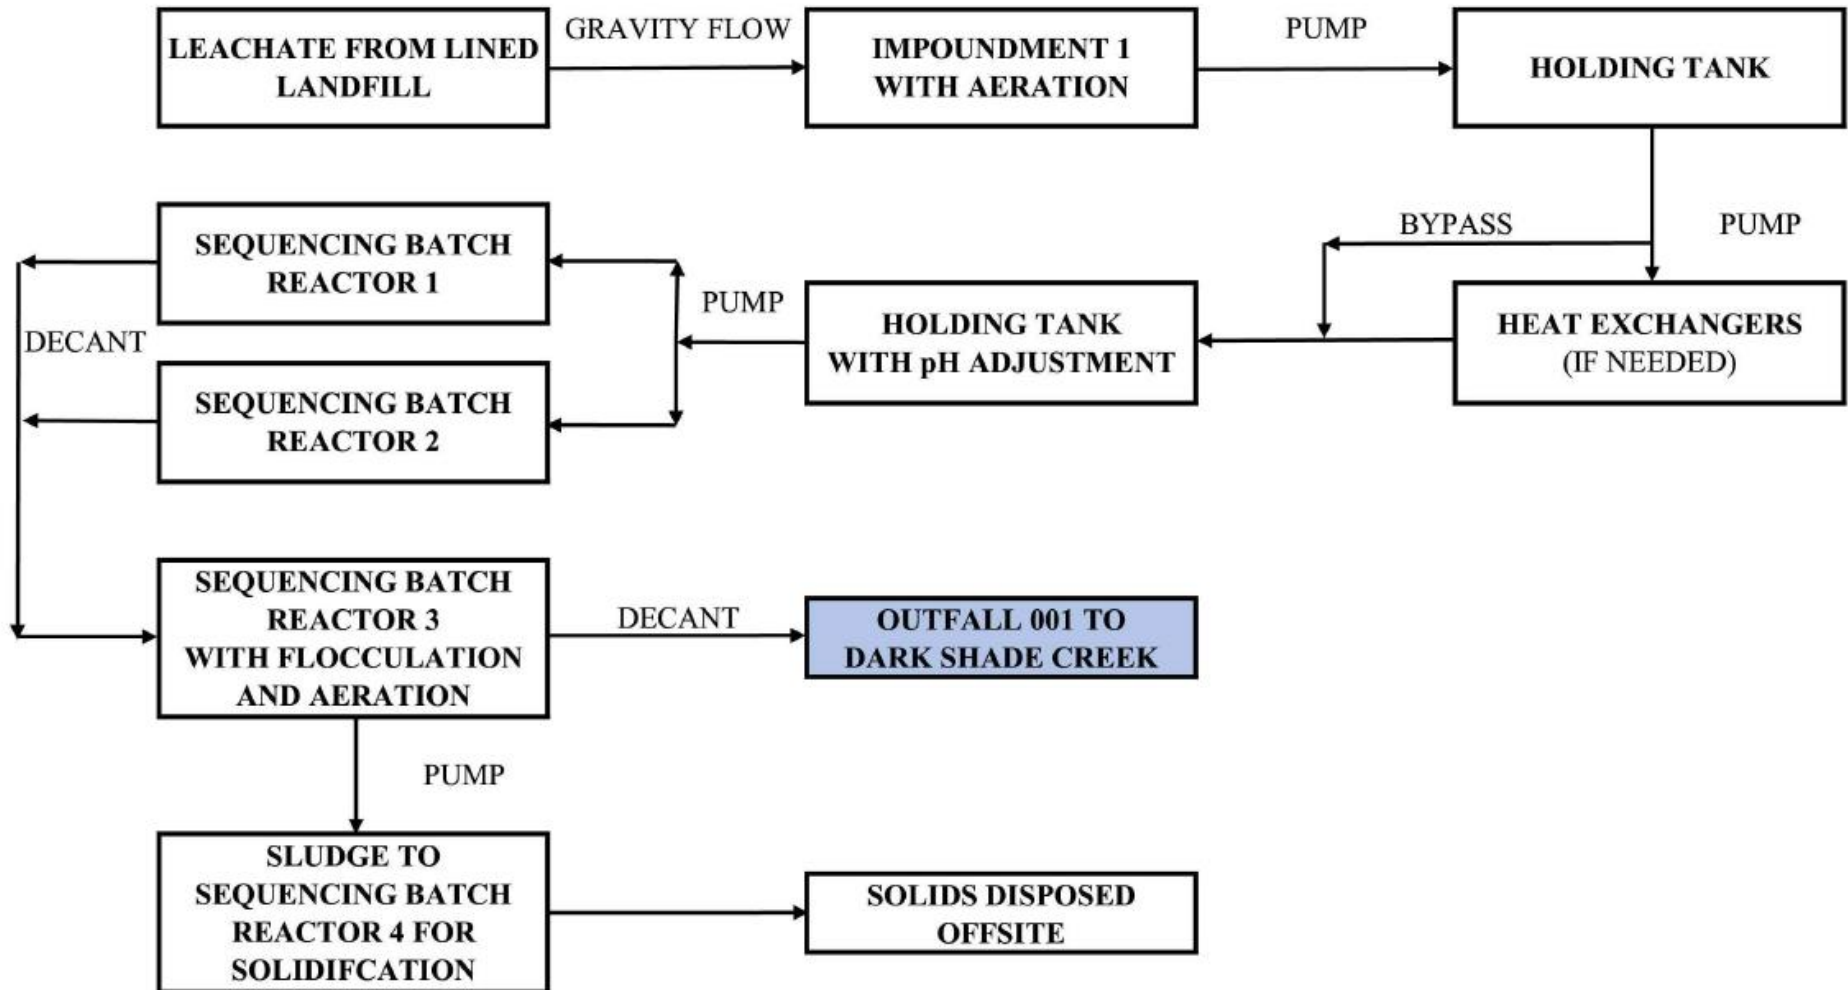 LEACHATE FROM LINED
LANDFILL
GRAVITY FLOW
IMPOUNDMENT 1
WITH AERATION
PUMP
HOLDING TANK
PUMP
BYPASS
HEAT EXCHANGERS
(IF NEEDED)
HOLDING TANK
WITH pH ADJUSTMENT
PUMP
SEQUENCING BATCH
REACTOR 1
SEQUENCING BATCH
REACTOR 2
DECANT
SEQUENCING BATCH
REACTOR 3
WITH FLOCCULATION
AND AERATION
DECANT
OUTFALL 001 TO
DARK SHADE CREEK
PUMP
SLUDGE TO
SEQUENCING BATCH
REACTOR 4 FOR
SOLIDIFCATION
SOLIDS DISPOSED
OFFSITE